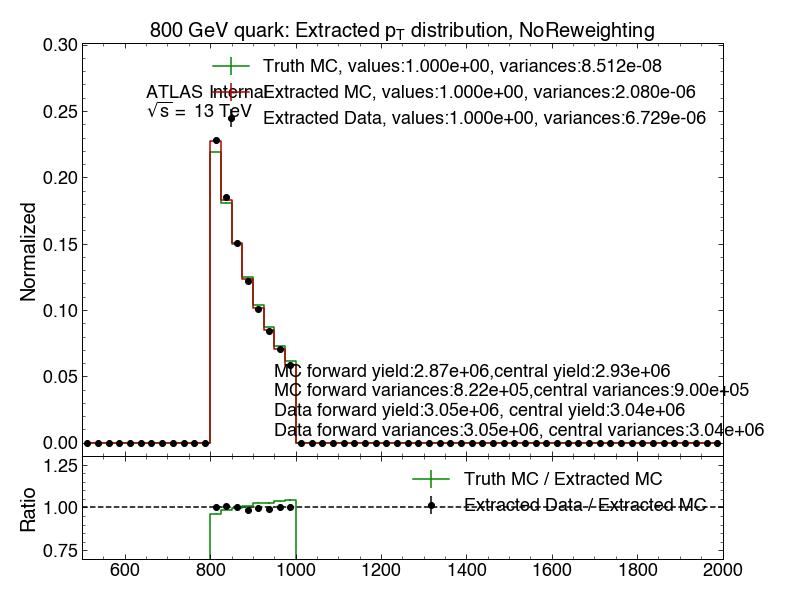 800 GeV quark: Extracted pT distribution, NoReweighting
0.30
0.25
0.20
0.15
0.10
0.05
0.00
Normalized
Truth MC, values:1.000e+00, variances:8.512e-08
ATLAS Internal
Extracted MC, values:1.000e+00, variances:2.080e-06
√s = 13 TeV
Extracted Data, values:1.000e+00, variances:6.729e-06
MC forward yield:2.87e+06,central yield:2.93e+06
MC forward variances:8.22e+05,central variances:9.00e+05
Data forward yield:3.05e+06, central yield:3.04e+06
Data forward variances:3.05e+06, central variances:3.04e+06
1.25
1.00
0.75
Ratio
Truth MC / Extracted MC
Extracted Data / Extracted MC
600 800 1000 1200 1400 1600 1800 2000